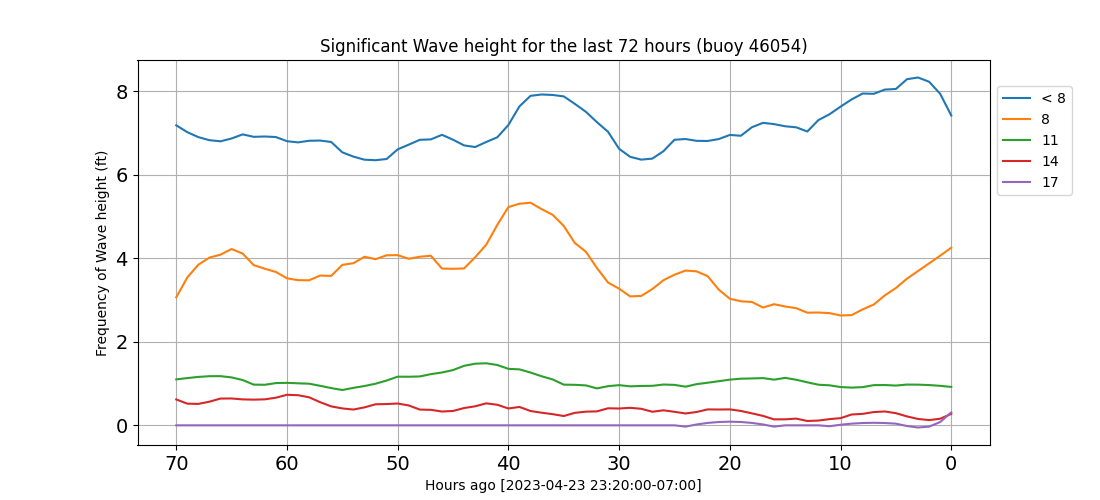 Significant Wave height for the last 72 hours (buoy 46054)
Frequency of Wave height (ft)
8
6
4
2
0
70 60 50 40 30 20 10 0
Hours ago [2023-04-23 23:20:00-07:00]
< 8
8
11
14
17